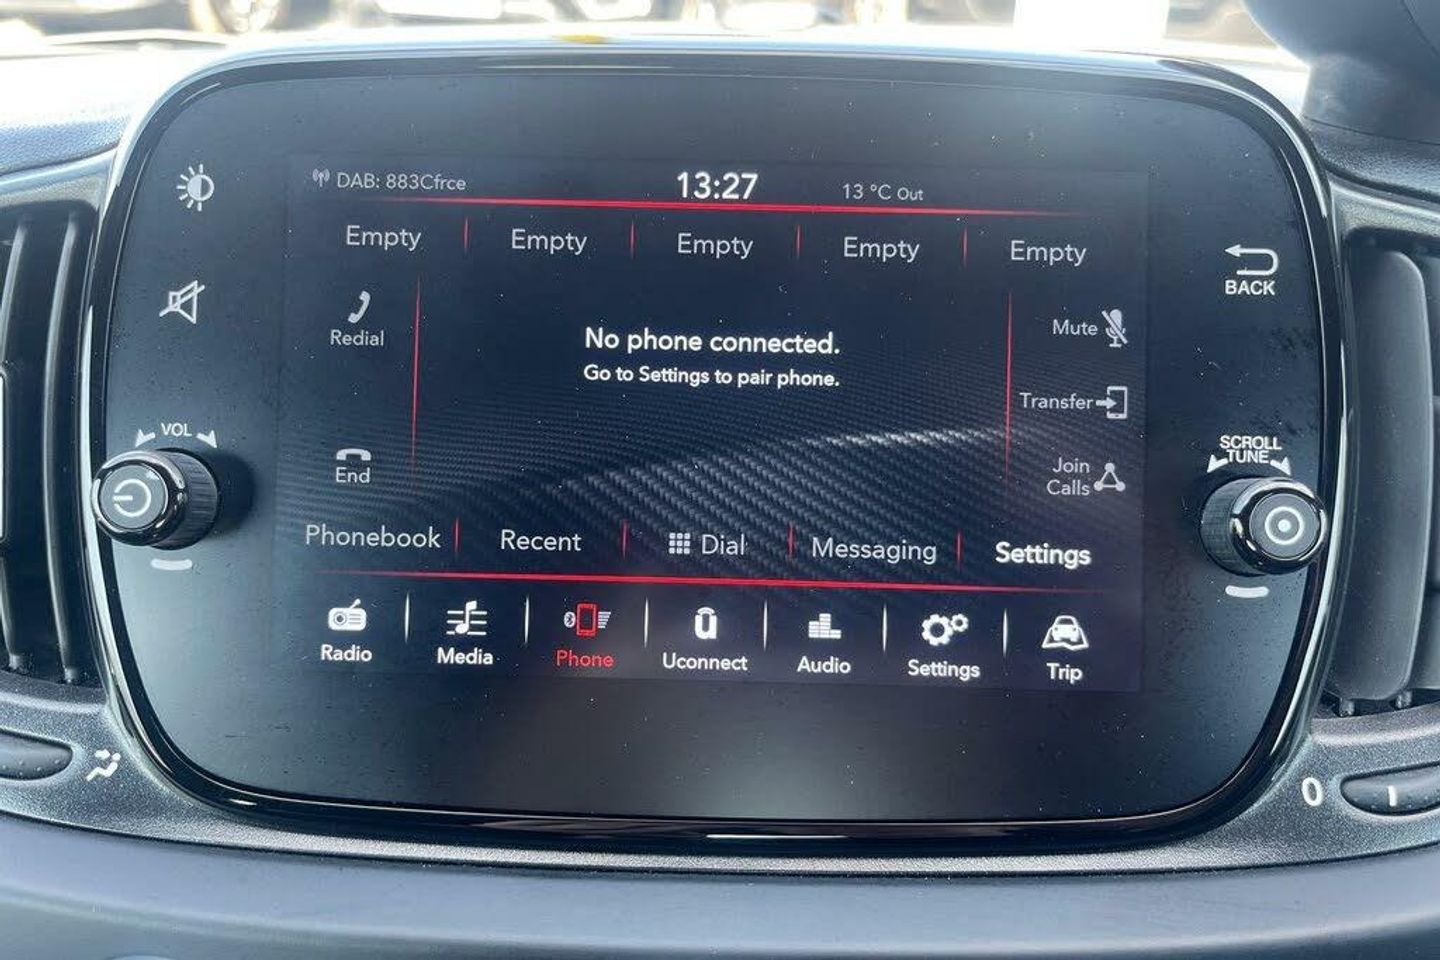 DAB: 883Cfrce 13:27 13 °C Out
Empty Empty Empty Empty Empty
BACK
Redial
No phone connected.
Mute
Go to Settings to pair phone.
Transfer
VOL
SCROLL
TUNE
End
Join
Calls
Phonebook Recent Dial Messaging Settings
Radio Media Phone Uconnect Audio Settings Trip
0